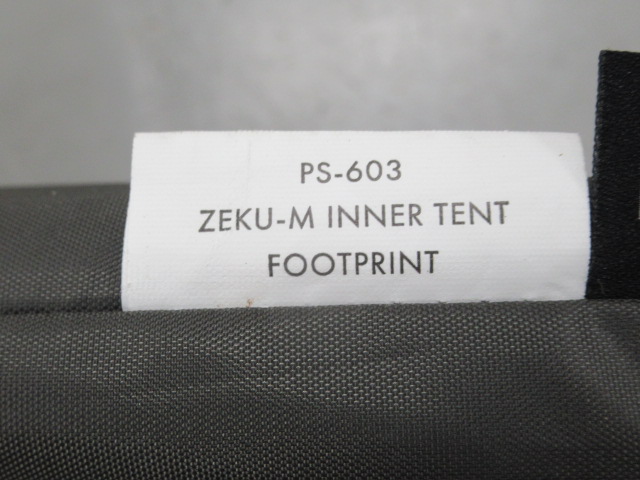 PS-603
ZEKU-M INNER TENT
FOOTPRINT